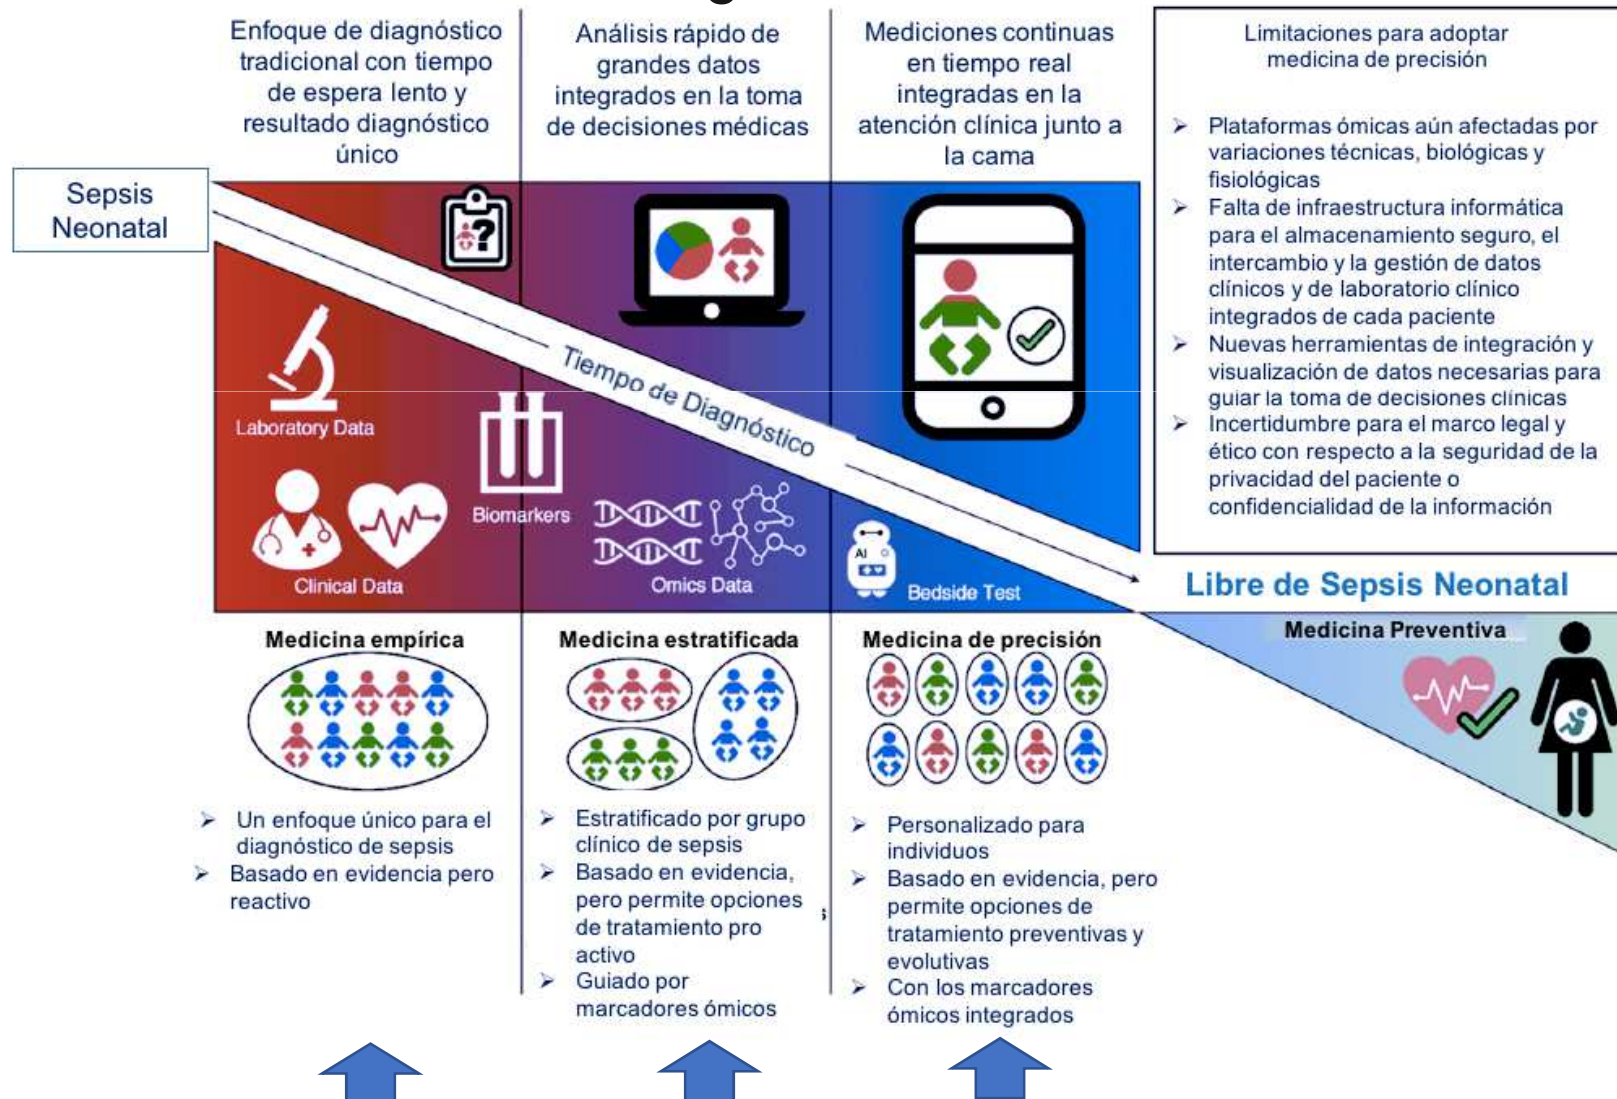 Enfoque de diagnóstico
tradicional con tiempo
de espera lento y
resultado diagnóstico
único
Análisis rápido de
grandes datos
integrados en la toma
de decisiones médicas
Mediciones continuas
en tiempo real
integradas en la
atención clínica junto a
la cama
Limitaciones para adoptar
medicina de precisión
➢ Plataformas ómicas aún afectadas por
variaciones técnicas, biológicas y
fisiológicas
➢ Falta de infraestructura informática
para el almacenamiento seguro, el
intercambio y la gestión de datos
clínicos y de laboratorio clínico
integrados de cada paciente
➢ Nuevas herramientas de integración y
visualización de datos necesarias para
guiar la toma de decisiones clínicas
➢ Incertidumbre para el marco legal y
ético con respecto a la seguridad de la
privacidad del paciente o
confidencialidad de la información
Sepsis
Neonatal
?
Tiempo de Diagnóstico
Laboratory Data
Biomarkers
Clinical Data
Omics Data
AI
Bedside Test
Libre de Sepsis Neonatal
Medicina Preventiva
Medicina empírica
Medicina estratificada
Medicina de precisión
➢ Un enfoque único para el
diagnóstico de sepsis
➢ Basado en evidencia pero
reactivo
➢ Estratificado por grupo
clínico de sepsis
➢ Basado en evidencia,
pero permite opciones
de tratamiento pro
activo
➢ Guiado por
marcadores ómicos
➢ Personalizado para
individuos
➢ Basado en evidencia, pero
permite opciones de
tratamiento preventivas y
evolutivas
➢ Con los marcadores
ómicos integrados